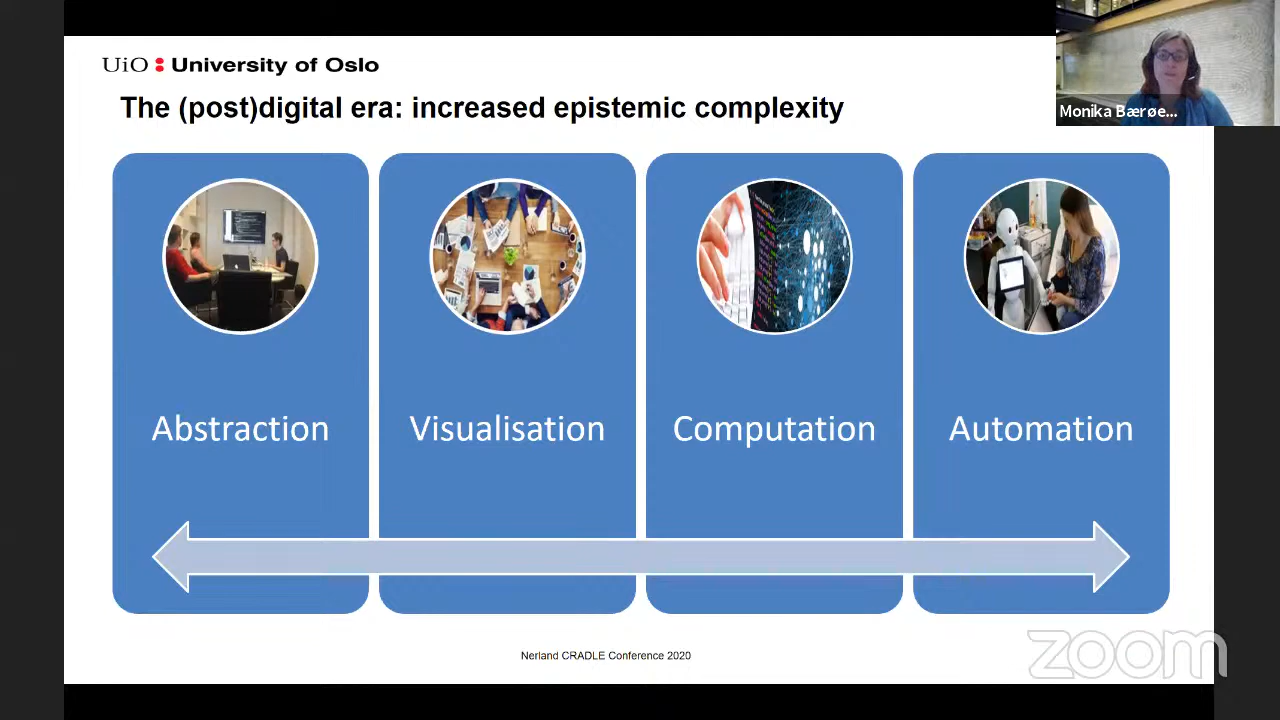 UiO : University of Oslo
The (post)digital era: increased epistemic complexity
Monika Bærøe...
Abstraction
Visualisation
Computation
Automation
Nerland CRADLE Conference 2020
zoom